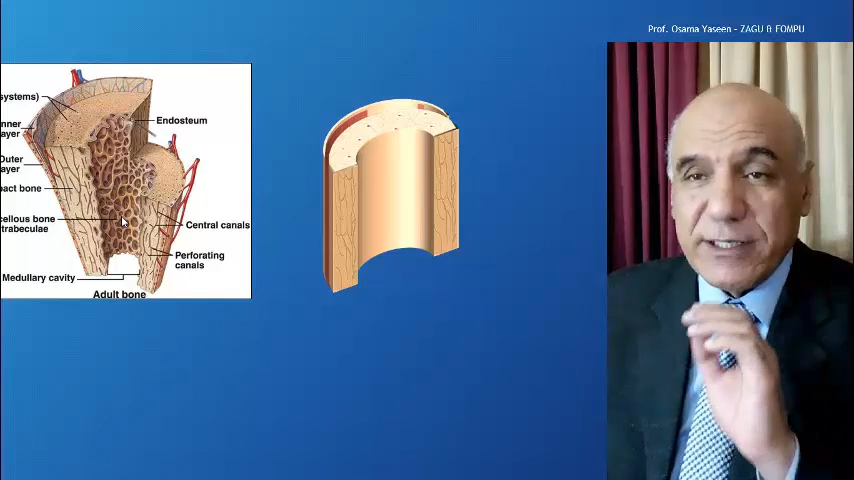 Prof. Osama Yaseen - ZAGU & FOMPU
systems)
Endosteum
nner
ayer
Outer
ayer
pact bone
cellous bone
trabeculae
Central canals
Perforating
canals
Medullary cavity
Adult bone